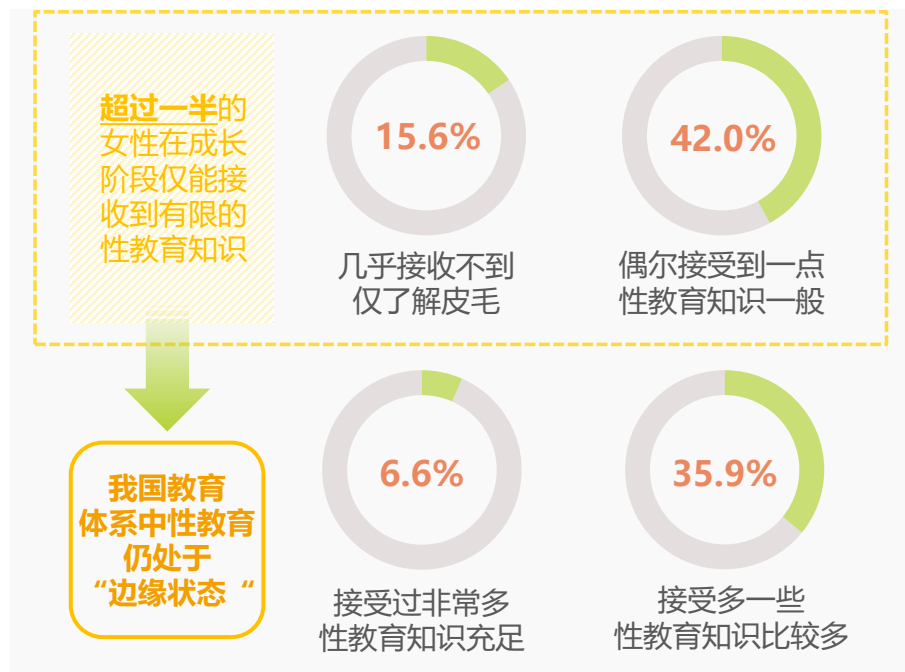 超过一半的
女性在成长
阶段仅能接
收到有限的
性教育知识
15.6%
几乎接收不到
仅了解皮毛
42.0%
偶尔接受到一点
性教育知识一般
我国教育
体系中性教育
仍处于
“边缘状态“
6.6%
接受过非常多
性教育知识充足
35.9%
接受多一些
性教育知识比较多